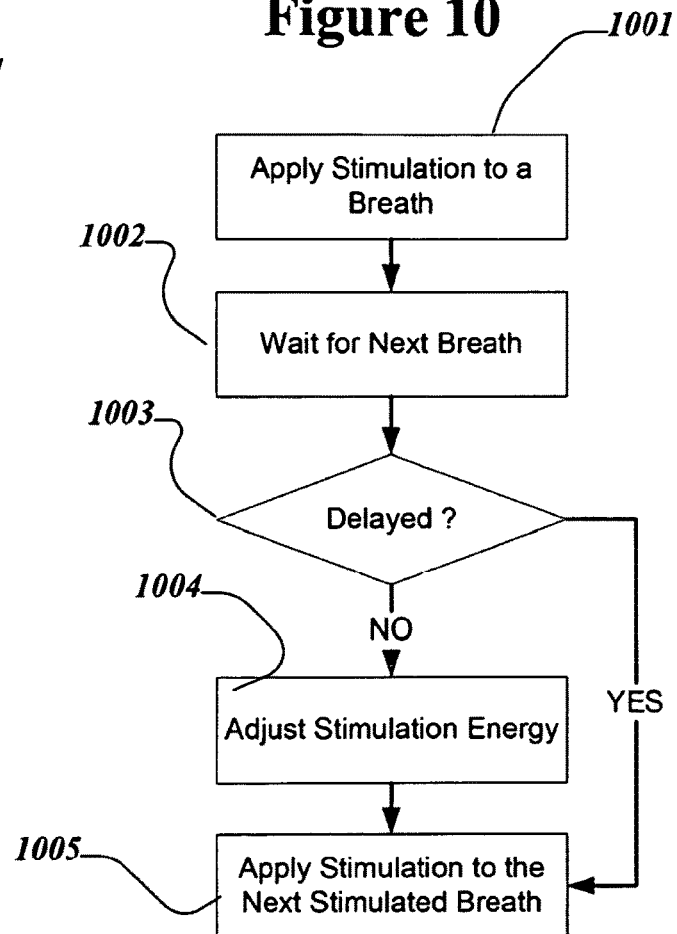 Figure 10
1001
Apply Stimulation to a
Breath
1002
Wait for Next Breath
1003
Delayed ?
1004
NO
Adjust Stimulation Energy
YES
1005
Apply Stimulation to the
Next Stimulated Breath